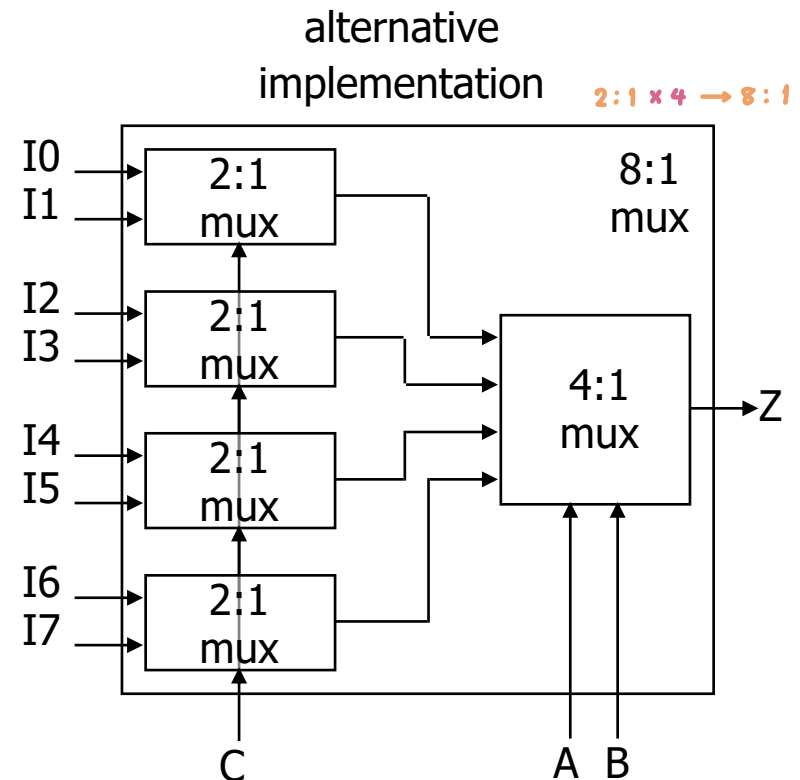 alternative
implementation
2:1 × 4 → 8:1
I0
I1
2:1
mux
8:1
mux
I2
I3
2:1
mux
4:1
mux
Z
I4
I5
2:1
mux
I6
I7
2:1
mux
C
A
B